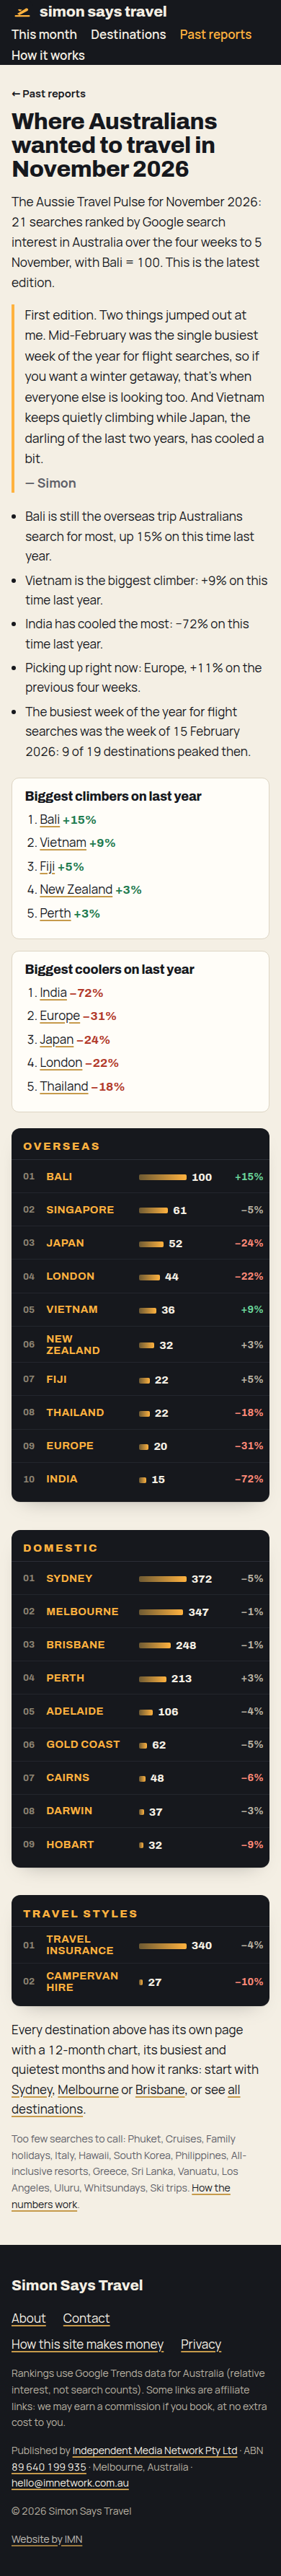 simon says travel
This month Destinations Past reports
How it works
← Past reports
Where Australians
wanted to travel in
November 2026
The Aussie Travel Pulse for November 2026:
21 searches ranked by Google search
interest in Australia over the four weeks to 5
November, with Bali = 100. This is the latest
edition.
First edition. Two things jumped out at
me. Mid-February was the single busiest
week of the year for flight searches, so if
you want a winter getaway, that's when
everyone else is looking too. And Vietnam
keeps quietly climbing while Japan, the
darling of the last two years, has cooled a
bit.
— Simon
• Bali is still the overseas trip Australians
search for most, up 15% on this time last
year.
• Vietnam is the biggest climber: +9% on this
time last year.
• India has cooled the most: −72% on this
time last year.
• Picking up right now: Europe, +11% on the
previous four weeks.
• The busiest week of the year for flight
searches was the week of 15 February
2026: 9 of 19 destinations peaked then.
Biggest climbers on last year
1. Bali +15%
2. Vietnam +9%
3. Fiji +5%
4. New Zealand +3%
5. Perth +3%
Biggest coolers on last year
1. India −72%
2. Europe −31%
3. Japan −24%
4. London −22%
5. Thailand −18%
OVERSEAS
01 BALI 100 +15%
02 SINGAPORE 61 −5%
03 JAPAN 52 −24%
04 LONDON 44 −22%
05 VIETNAM 36 +9%
06 NEW ZEALAND 32 +3%
07 FIJI 22 +5%
08 THAILAND 22 −18%
09 EUROPE 20 −31%
10 INDIA 15 −72%
DOMESTIC
01 SYDNEY 372 −5%
02 MELBOURNE 347 −1%
03 BRISBANE 248 −1%
04 PERTH 213 +3%
05 ADELAIDE 106 −4%
06 GOLD COAST 62 −5%
07 CAIRNS 48 −6%
08 DARWIN 37 −3%
09 HOBART 32 −9%
TRAVEL STYLES
01 TRAVEL INSURANCE 340 −4%
02 CAMPERVAN HIRE 27 −10%
Every destination above has its own page
with a 12-month chart, its busiest and
quietest months and how it ranks: start with
Sydney, Melbourne or Brisbane, or see all
destinations.
Too few searches to call: Phuket, Cruises, Family
holidays, Italy, Hawaii, South Korea, Philippines, All-
inclusive resorts, Greece, Sri Lanka, Vanuatu, Los
Angeles, Uluru, Whitsundays, Ski trips. How the
numbers work.
Simon Says Travel
About Contact
How this site makes money Privacy
Rankings use Google Trends data for Australia (relative
interest, not search counts). Some links are affiliate
links: we may earn a commission if you book, at no extra
cost to you.
Published by Independent Media Network Pty Ltd · ABN
89 640 199 935 · Melbourne, Australia ·
hello@imnetwork.com.au
© 2026 Simon Says Travel
Website by IMN